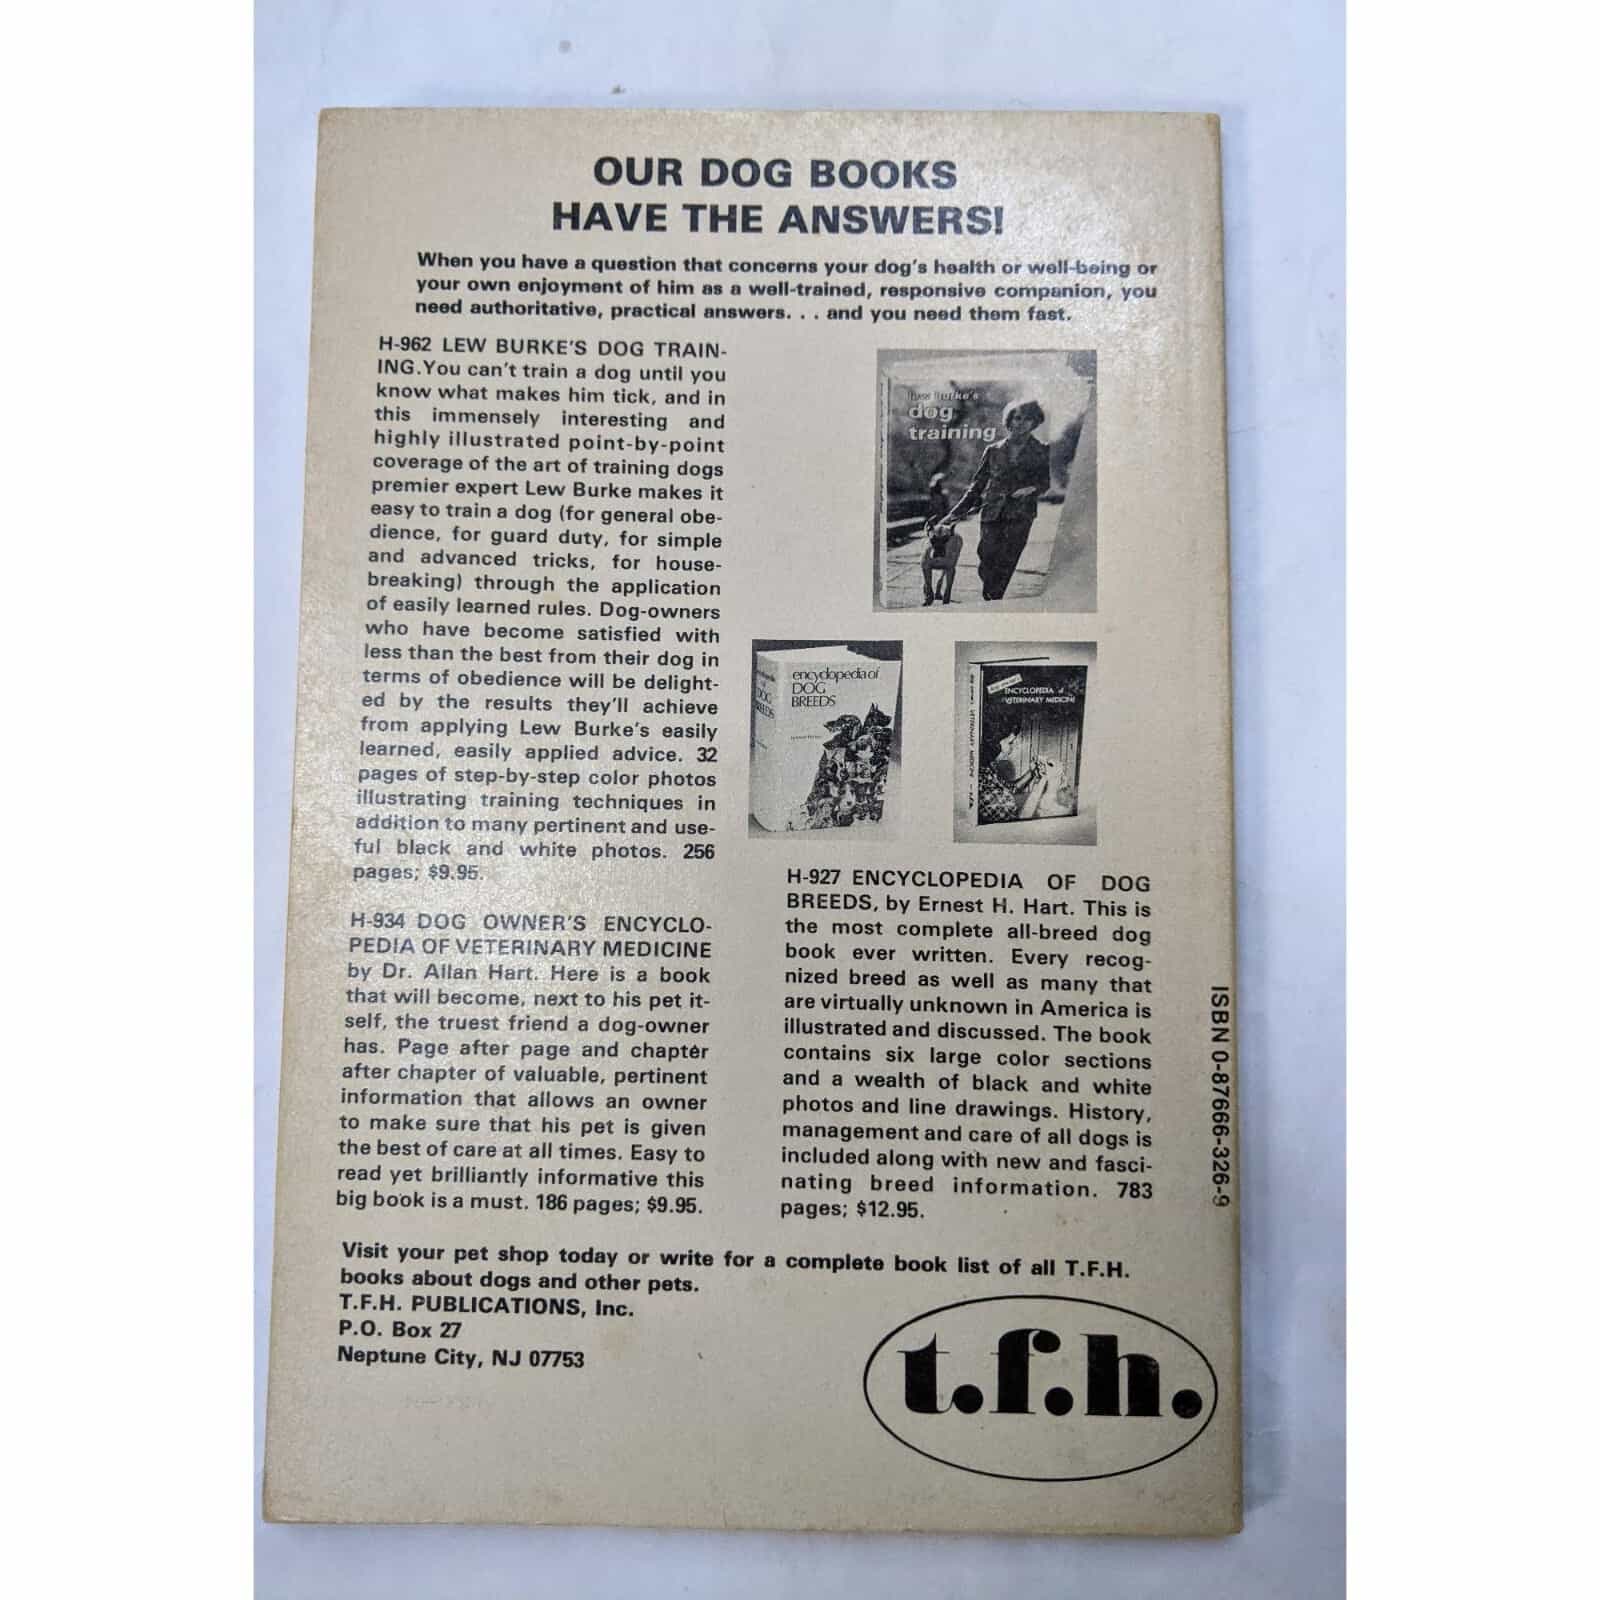 OUR DOG BOOKS
HAVE THE ANSWERS!
When you have a question that concerns your dog's health or well-being or
your own enjoyment of him as a well-trained, responsive companion, you
need authoritative, practical answers. . . and you need them fast.
H-962 LEW BURKE'S DOG TRAIN-
ING.You can't train a dog until you
know what makes him tick, and in
this immensely interesting and
highly illustrated point-by-point
coverage of the art of training dogs
premier expert Lew Burke makes it
easy to train a dog (for general obe-
dience, for guard duty, for simple
and advanced tricks, for house-
breaking) through the application
of easily learned rules. Dog-owners
who have become satisfied with
less than the best from their dog in
terms of obedience will be delight-
ed by the results they'll achieve
from applying Lew Burke's easily
learned, easily applied advice. 32
pages of step-by-step color photos
illustrating training techniques in
addition to many pertinent and use-
ful black and white photos. 256
pages; $9.95.
H-934 DOG OWNER'S ENCYCLO-
PEDIA OF VETERINARY MEDICINE
by Dr. Allan Hart. Here is a book
that will become, next to his pet it-
self, the truest friend a dog-owner
has. Page after page and chapter
after chapter of valuable, pertinent
information that allows an owner
to make sure that his pet is given
the best of care at all times. Easy to
read yet brilliantly informative this
big book is a must. 186 pages; $9.95.
lew burke's
dog
training
encyclopedia of
DOG
BREEDS
ENCYCLOPEDIA of
VETERINARY MEDICINE
H-927 ENCYCLOPEDIA OF DOG
BREEDS, by Ernest H. Hart. This is
the most complete all-breed dog
book ever written. Every recog-
nized breed as well as many that
are virtually unknown in America is
illustrated and discussed. The book
contains six large color sections
and a wealth of black and white
photos and line drawings. History,
management and care of all dogs is
included along with new and fasci-
nating breed information. 783
pages; $12.95.
ISBN 0-87666-326-9
Visit your pet shop today or write for a complete book list of all T.F.H.
books about dogs and other pets.
T.F.H. PUBLICATIONS, Inc.
P.O. Box 27
Neptune City, NJ 07753
t.f.h.